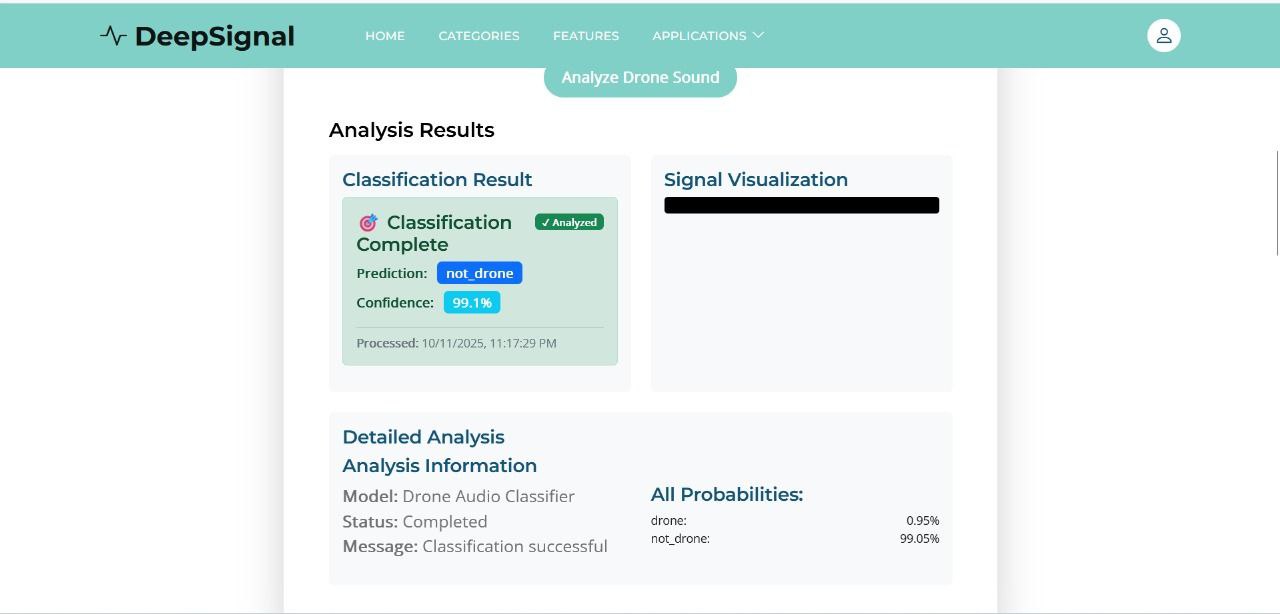 DeepSignal
HOME CATEGORIES FEATURES APPLICATIONS
Analyze Drone Sound
Analysis Results
Classification Result
🎯 Classification Complete
✓ Analyzed
Prediction: not_drone
Confidence: 99.1%
Processed: 10/11/2025, 11:17:29 PM
Signal Visualization
Detailed Analysis
Analysis Information
Model: Drone Audio Classifier
Status: Completed
Message: Classification successful
All Probabilities:
drone: 0.95%
not_drone: 99.05%